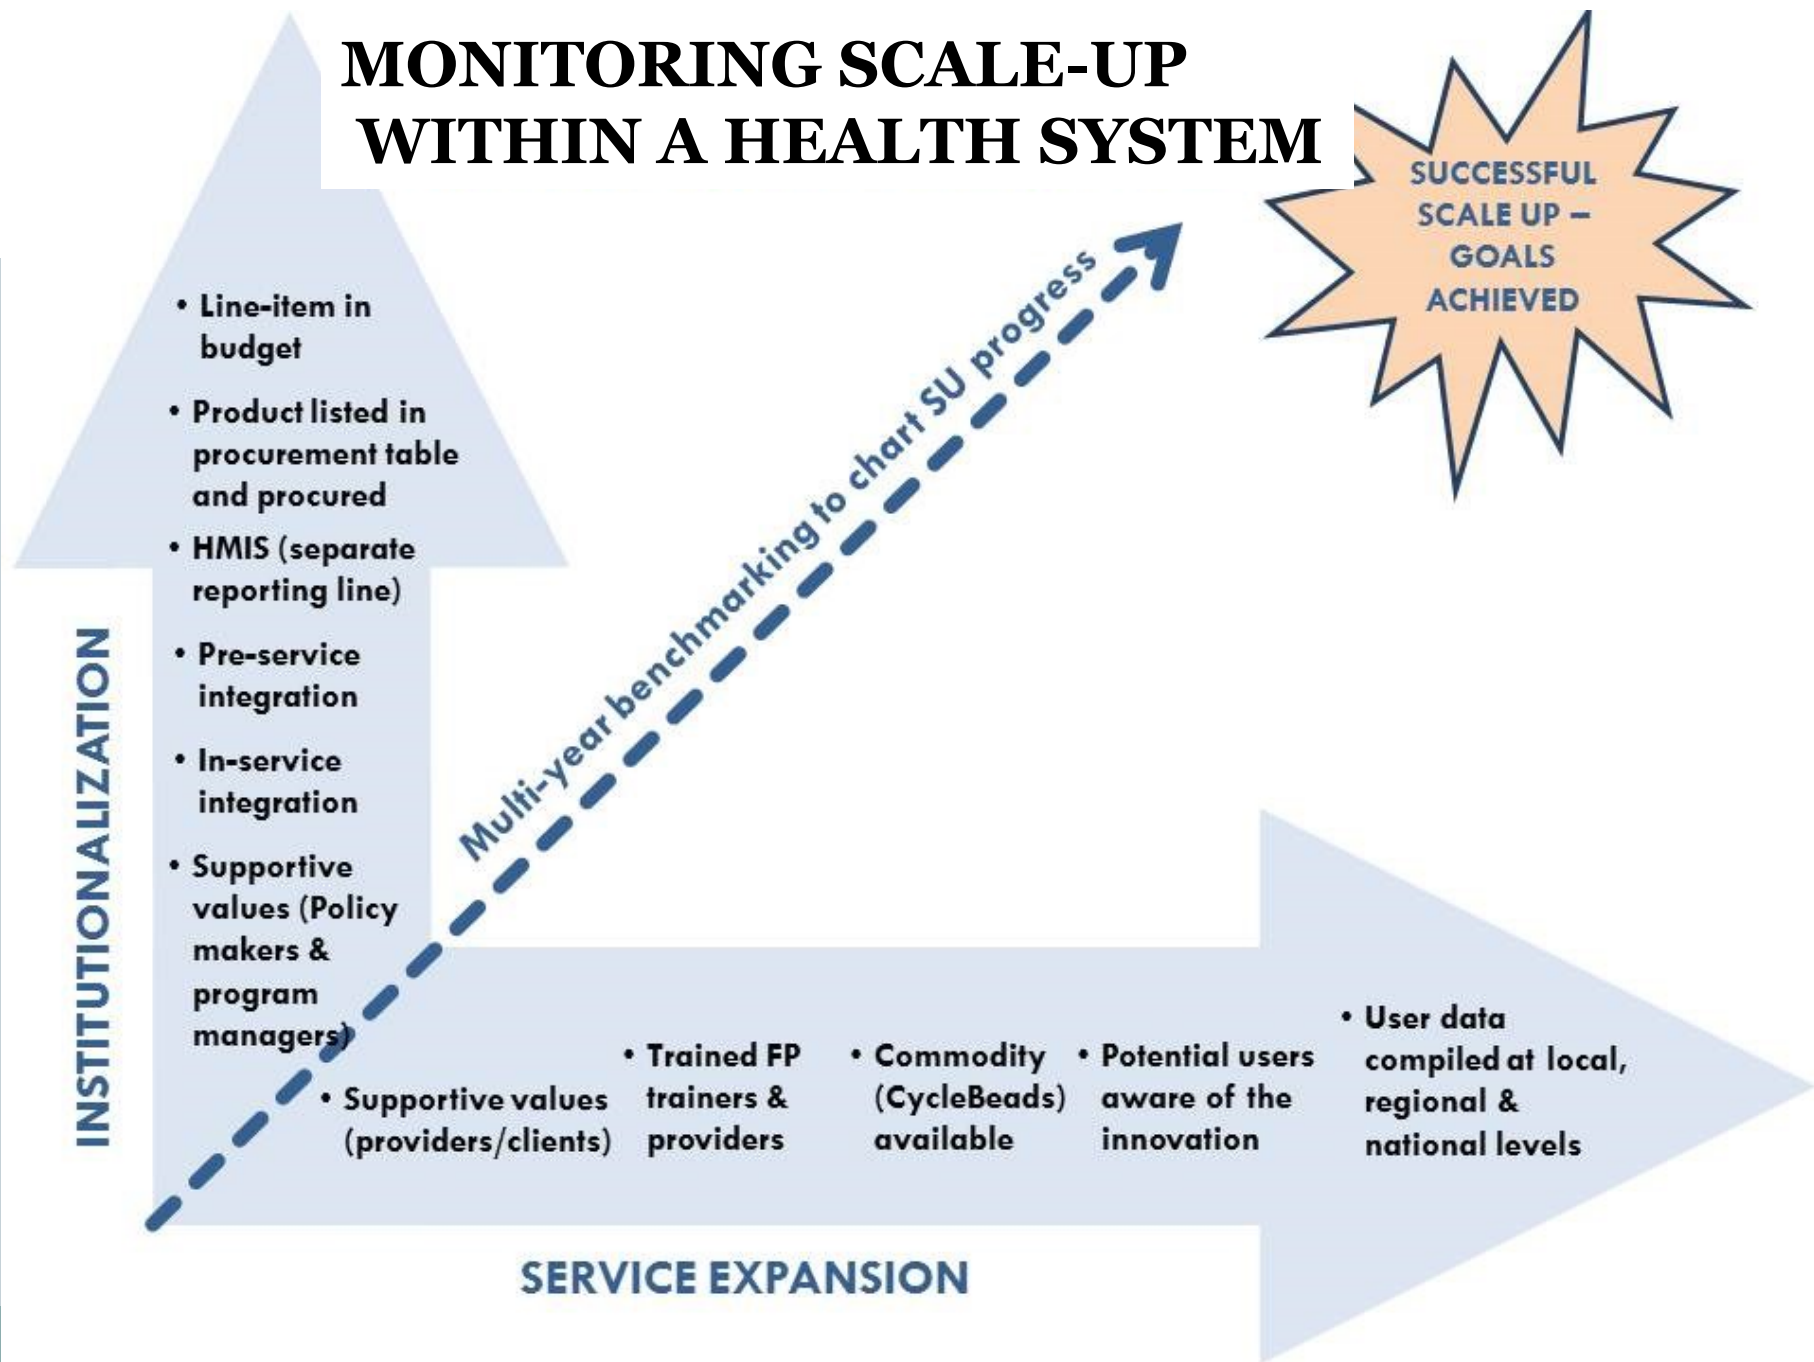 MONITORING SCALE-UP
WITHIN A HEALTH SYSTEM
SUCCESSFUL
SCALE UP –
GOALS
ACHIEVED
• Line-item in
budget
• Product listed in
procurement table
and procured
• HMIS (separate
reporting line)
• Pre-service
integration
• In-service
integration
• Supportive
values (Policy
makers &
program
managers)
INSTITUTIONALIZATION
Multi-year benchmarking to chart SU progress
• Supportive values
(providers/clients)
• Trained FP
trainers &
providers
• Commodity
(CycleBeads)
available
• Potential users
aware of the
innovation
• User data
compiled at local,
regional &
national levels
SERVICE EXPANSION